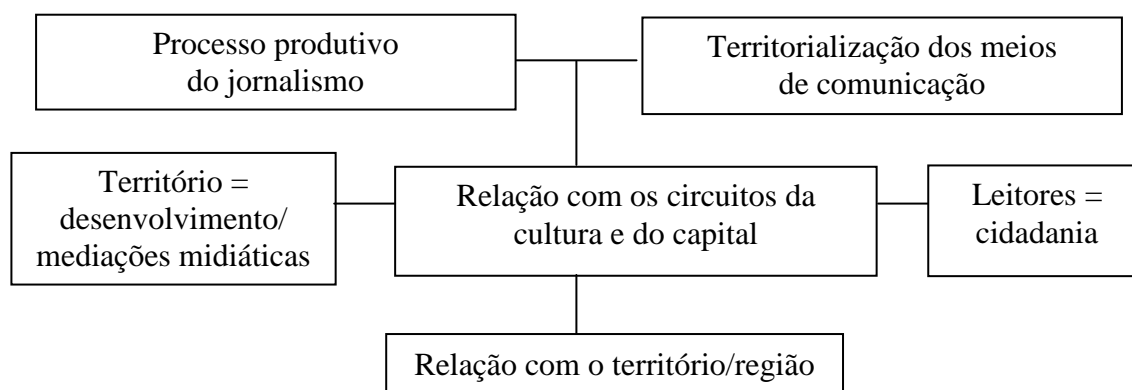 Processo produtivo
do jornalismo
Territorialização dos meios
de comunicação
Território =
desenvolvimento/
mediações midiáticas
Relação com os circuitos da
cultura e do capital
Leitores =
cidadania
Relação com o território/região